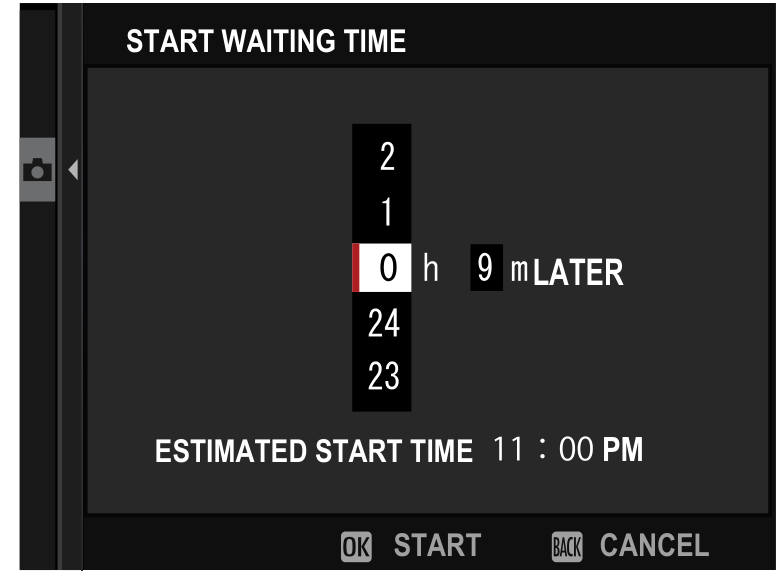 START WAITING TIME
2
1
0 h 9 m LATER
24
23
ESTIMATED START TIME 11 : 00 PM
OK START BACK CANCEL